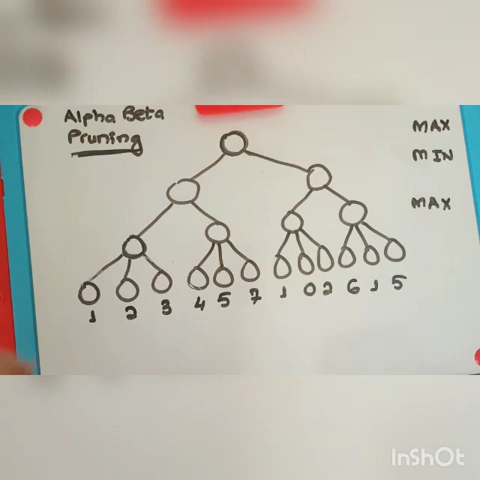 Alpha Beta
Pruning
MAX
MIN
MAX
1 2 3 4 5 7 1 0 2 6 1 5
InShOt